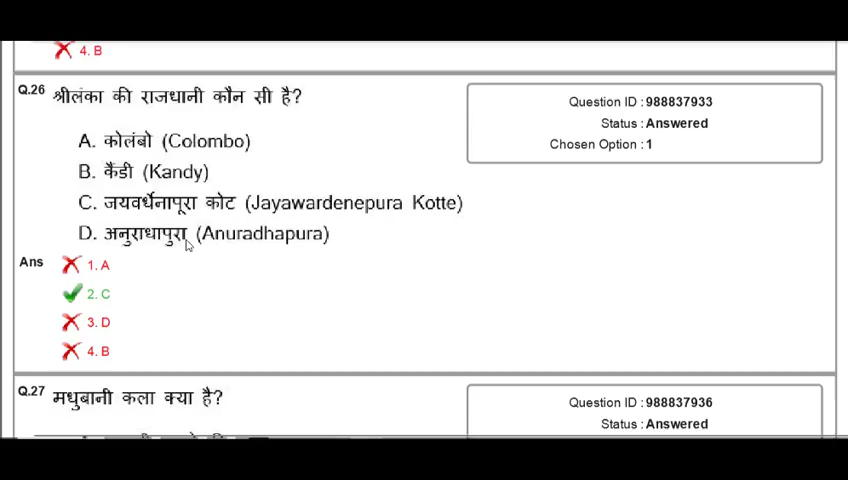 4. B
Q.26 श्रीलंका की राजधानी कौन सी है?
Question ID : 988837933
Status : Answered
Chosen Option : 1
A. कोलंबो (Colombo)
B. कैंडी (Kandy)
C. जयवर्धेनापूरा कोट (Jayawardenepura Kotte)
D. अनुराधापुरा (Anuradhapura)
Ans 1. A
2. C
3. D
4. B
Q.27 मधुबानी कला क्या है?
Question ID : 988837936
Status : Answered